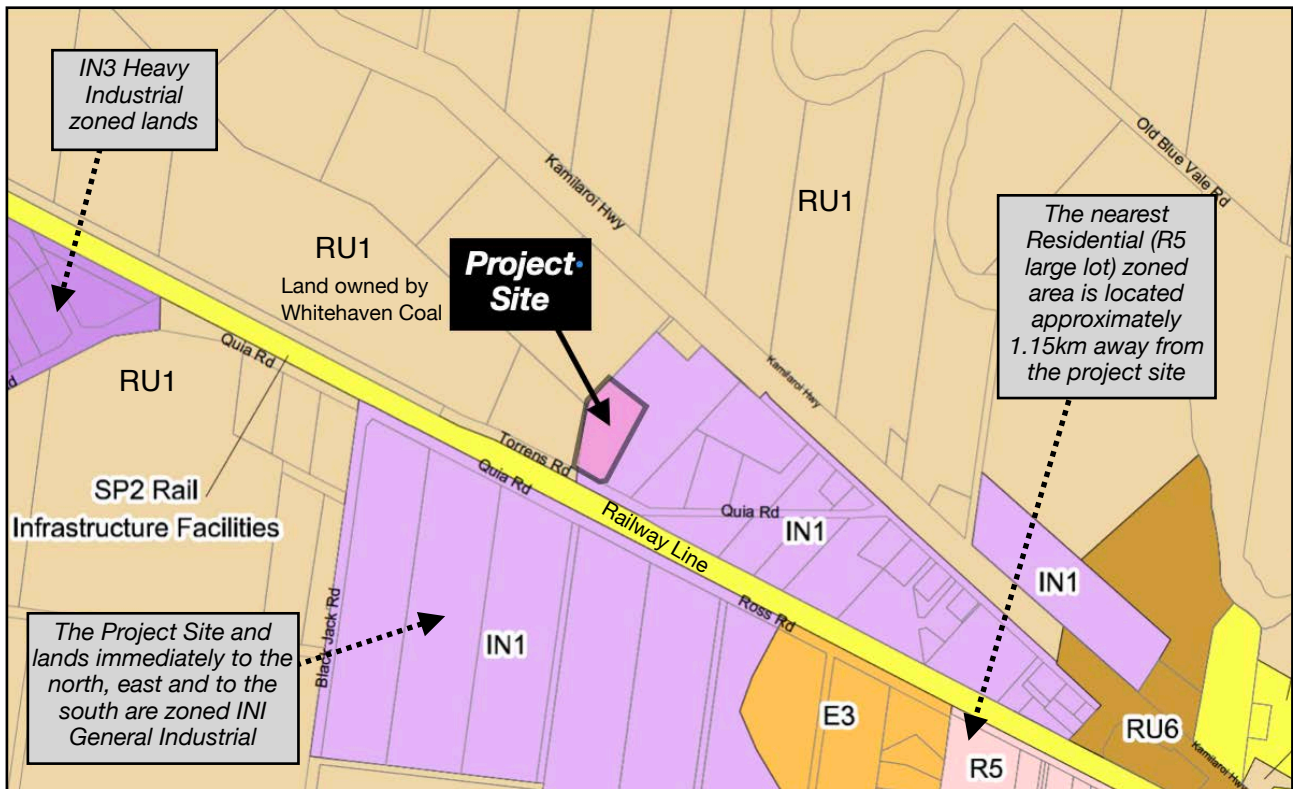 IN3 Heavy
Industrial
zoned lands
Kamilaroi Hwy
Old Blue Vale Rd
RU1
The nearest
Residential (R5
large lot) zoned
area is located
approximately
1.15km away from
the project site
RU1
Land owned by
Whitehaven Coal
Project
Site
Quia Rd
RU1
Kamilaroi Hwy
Torrens Rd
Quia Rd
SP2 Rail
Infrastructure Facilities
Railway Line
Quia Rd
IN1
IN1
Ross Rd
Black Jack Rd
The Project Site and
lands immediately to the
north, east and to the
south are zoned INI
General Industrial
IN1
E3
R5
RU6
Kamilaroi Hwy